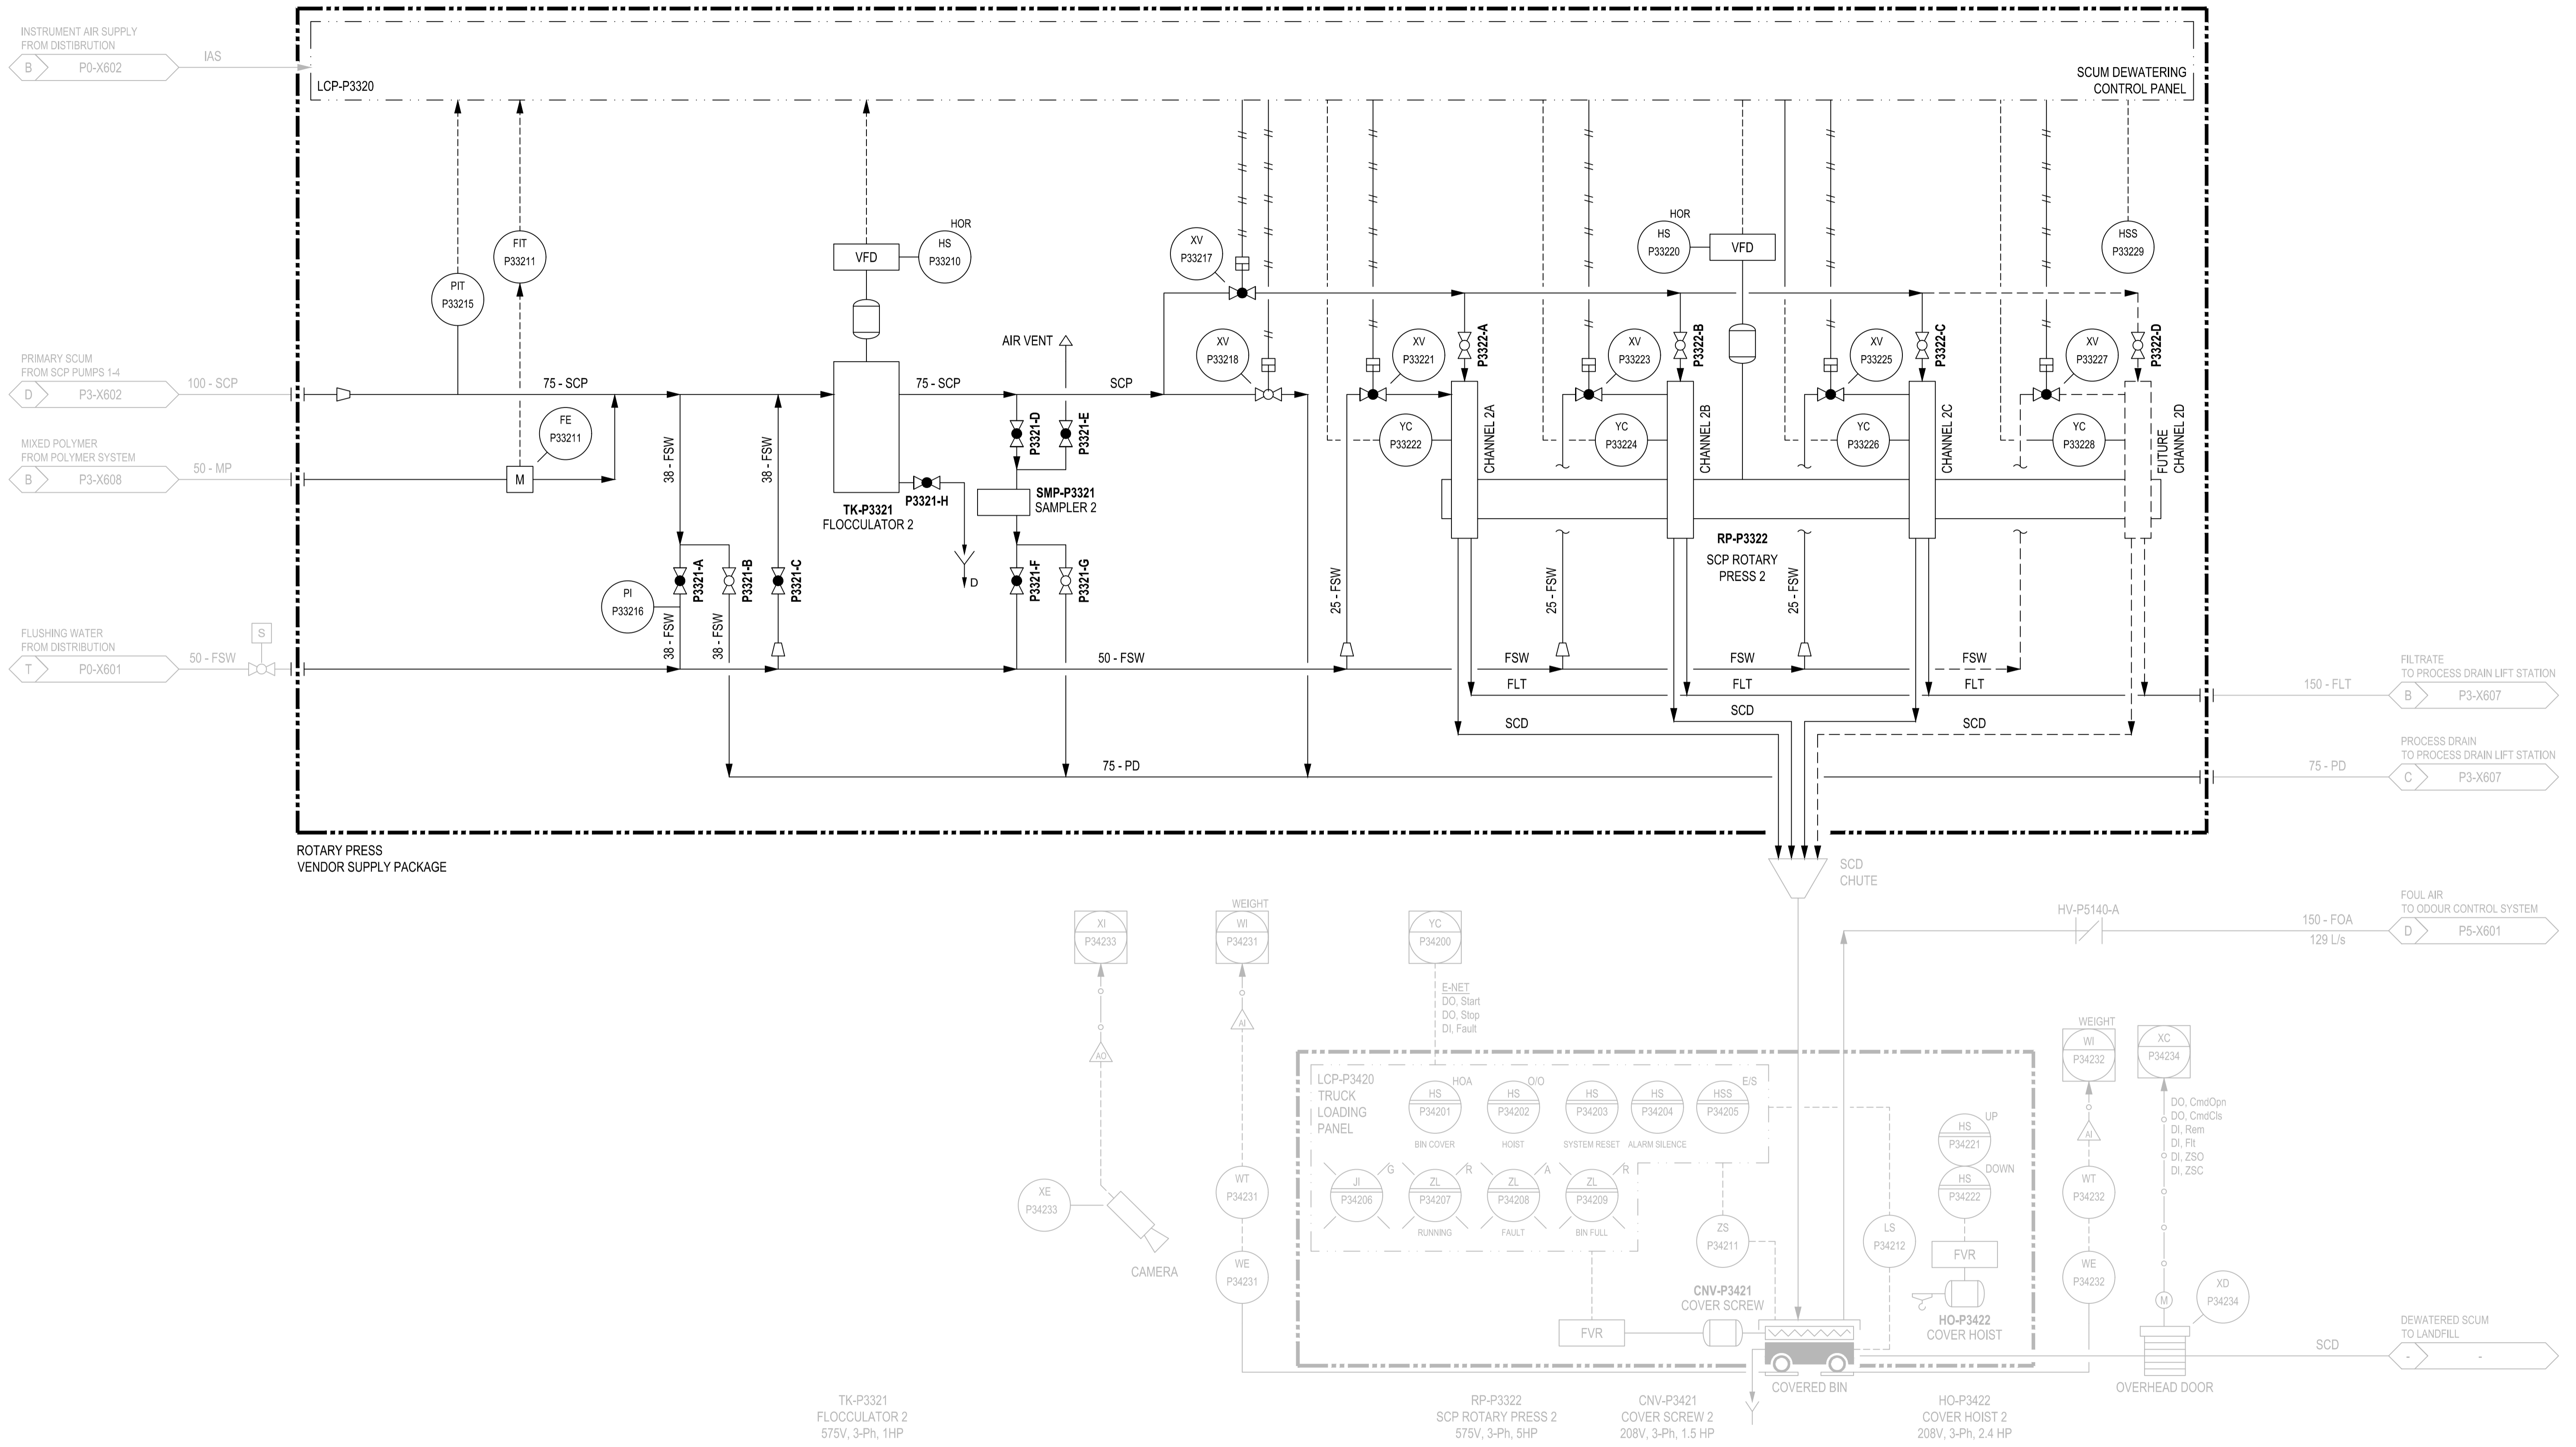 INSTRUMENT AIR SUPPLY
FROM DISTIBRUTION
B P0-X602
IAS
LCP-P3320
SCUM DEWATERING
CONTROL PANEL
PRIMARY SCUM
FROM SCP PUMPS 1-4
D P3-X602
100 - SCP
MIXED POLYMER
FROM POLYMER SYSTEM
B P3-X608
50 - MP
FLUSHING WATER
FROM DISTRIBUTION
T P0-X601
50 - FSW
S
PIT
P33215
FIT
P33211
FE
P33211
M
75 - SCP
38 - FSW
38 - FSW
P3321-A
P3321-B
P3321-C
PI
P33216
38 - FSW
38 - FSW
VFD
HOR
HS
P33210
TK-P3321
FLOCCULATOR 2
P3321-H
D
75 - SCP
AIR VENT
SCP
P3321-D
P3321-E
SMP-P3321
SAMPLER 2
P3321-F
P3321-G
50 - FSW
75 - PD
XV
P33217
XV
P33218
XV
P33221
YC
P33222
P3322-A
CHANNEL 2A
25 - FSW
XV
P33223
YC
P33224
P3322-B
CHANNEL 2B
25 - FSW
HOR
HS
P33220
VFD
RP-P3322
SCP ROTARY
PRESS 2
XV
P33225
YC
P33226
P3322-C
CHANNEL 2C
25 - FSW
HSS
P33229
XV
P33227
YC
P33228
P3322-D
FUTURE
CHANNEL 2D
FSW
FSW
FSW
FLT
FLT
FLT
SCD
SCD
SCD
FILTRATE
TO PROCESS DRAIN LIFT STATION
150 - FLT
B P3-X607
PROCESS DRAIN
TO PROCESS DRAIN LIFT STATION
75 - PD
C P3-X607
ROTARY PRESS
VENDOR SUPPLY PACKAGE
SCD
CHUTE
FOUL AIR
TO ODOUR CONTROL SYSTEM
HV-P5140-A
150 - FOA
129 L/s
D P5-X601
XI
P34233
AO
XE
P34233
CAMERA
WEIGHT
WI
P34231
AI
WT
P34231
WE
P34231
YC
P34200
E-NET
DO, Start
DO, Stop
DI, Fault
LCP-P3420
TRUCK
LOADING
PANEL
HS
P34201
HOA
BIN COVER
HS
P34202
O/O
HOIST
HS
P34203
SYSTEM RESET
HS
P34204
ALARM SILENCE
HSS
P34205
E/S
JI
P34206
G
ZL
P34207
R
RUNNING
ZL
P34208
A
FAULT
ZL
P34209
R
BIN FULL
ZS
P34211
LS
P34212
HS
P34221
UP
HS
P34222
DOWN
FVR
HO-P3422
COVER HOIST
CNV-P3421
COVER SCREW
FVR
COVERED BIN
WEIGHT
WI
P34232
AI
WT
P34232
WE
P34232
XC
P34234
DO, CmdOpn
DO, CmdCls
DI, Rem
DI, Flt
DI, ZSO
DI, ZSC
M
XD
P34234
OVERHEAD DOOR
DEWATERED SCUM
TO LANDFILL
SCD
- -
TK-P3321
FLOCCULATOR 2
575V, 3-Ph, 1HP
RP-P3322
SCP ROTARY PRESS 2
575V, 3-Ph, 5HP
CNV-P3421
COVER SCREW 2
208V, 3-Ph, 1.5 HP
HO-P3422
COVER HOIST 2
208V, 3-Ph, 2.4 HP